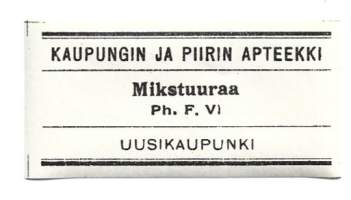 KAUPUNGIN JA PIIRIN APTEEKKI
Mikstuuraa
Ph. F. VI
UUSIKAUPUNKI